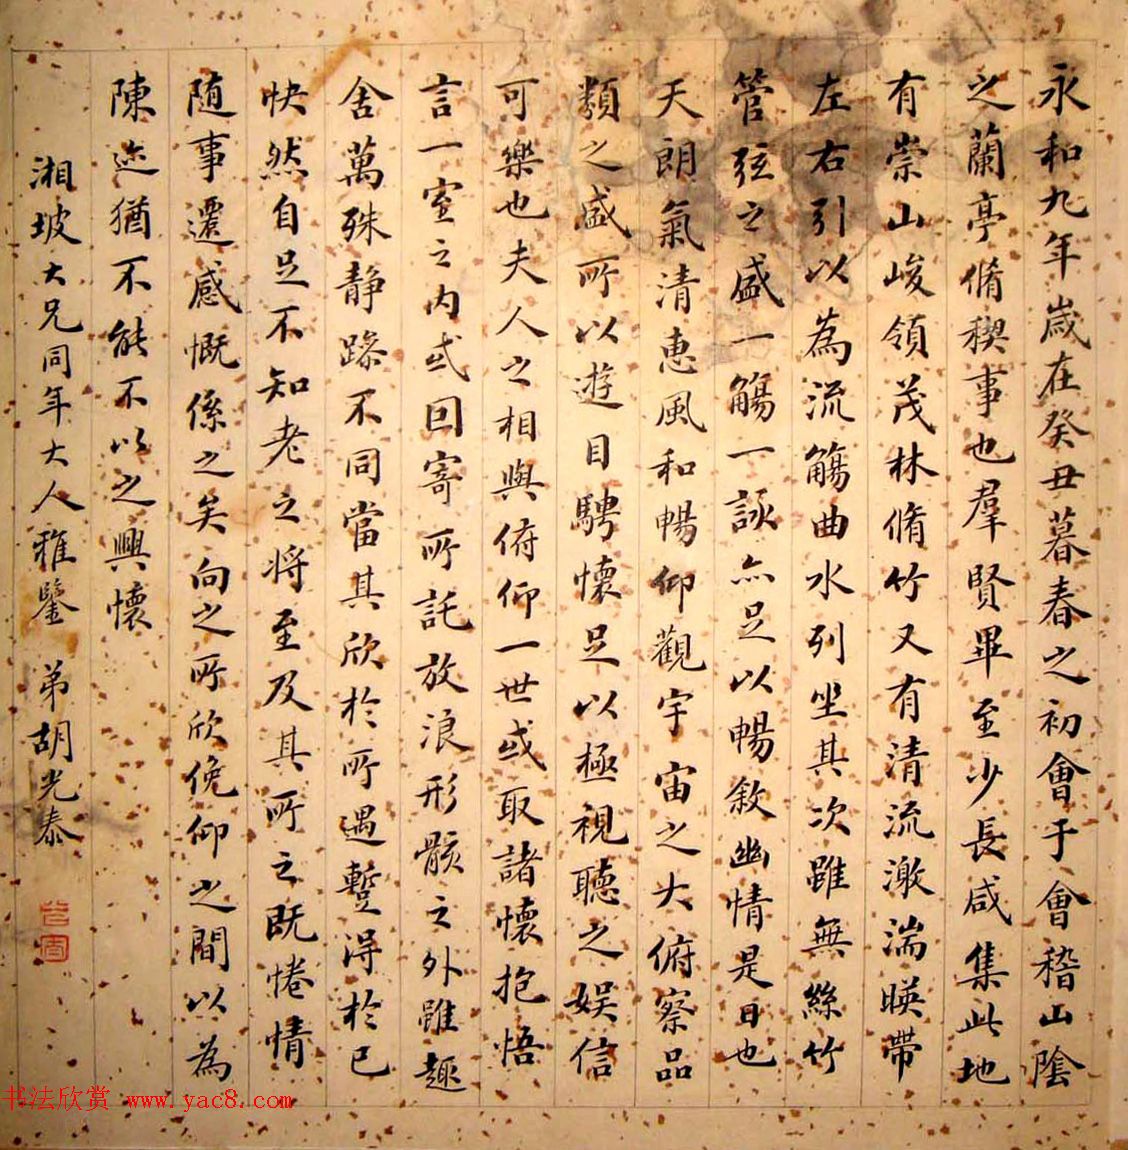 永和九年歲在癸丑暮春之初會于會稽山陰
之蘭亭脩稧事也羣賢畢至少長咸集此地
有崇山峻領茂林脩竹又有清流激湍暎帶
左右引以為流觴曲水列坐其次雖無絲竹
管弦之盛一觴一詠亦足以暢敘幽情是日也
天朗氣清惠風和暢仰觀宇宙之大俯察品
類之盛所以遊目騁懷足以極視聽之娛信
可樂也夫人之相與俯仰一世或取諸懷抱悟
言一室之內或回寄所託放浪形骸之外雖趣
舍萬殊静躁不同當其欣於所遇蹔得於己
快然自足不知老之將至及其所之既惓情
随事遷感慨係之矣向之所欣俛仰之間以為
陳迹猶不能不以之興懷
湘坡大兄同年大人雅鑒 弟胡光泰
书法欣赏 www.yac8.com